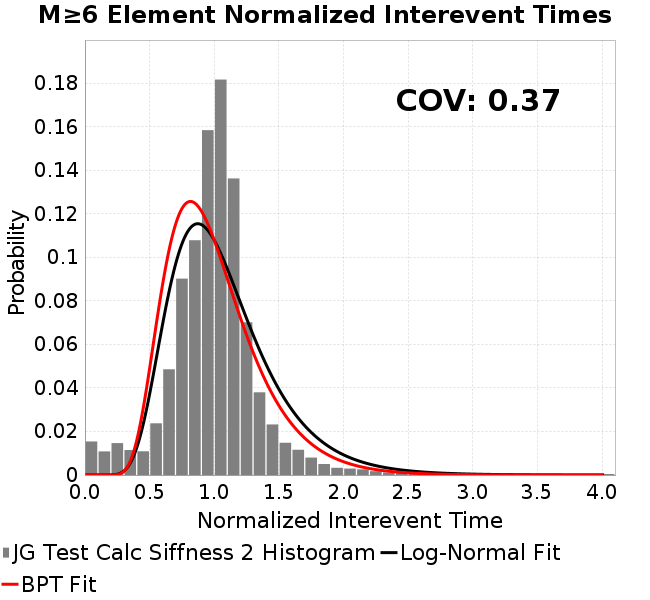 M≥6 Element Normalized Interevent Times
COV: 0.37
Probability
0.18
0.16
0.14
0.12
0.1
0.08
0.06
0.04
0.02
0
0.0 0.5 1.0 1.5 2.0 2.5 3.0 3.5 4.0
Normalized Interevent Time
JG Test Calc Siffness 2 Histogram Log-Normal Fit
BPT Fit